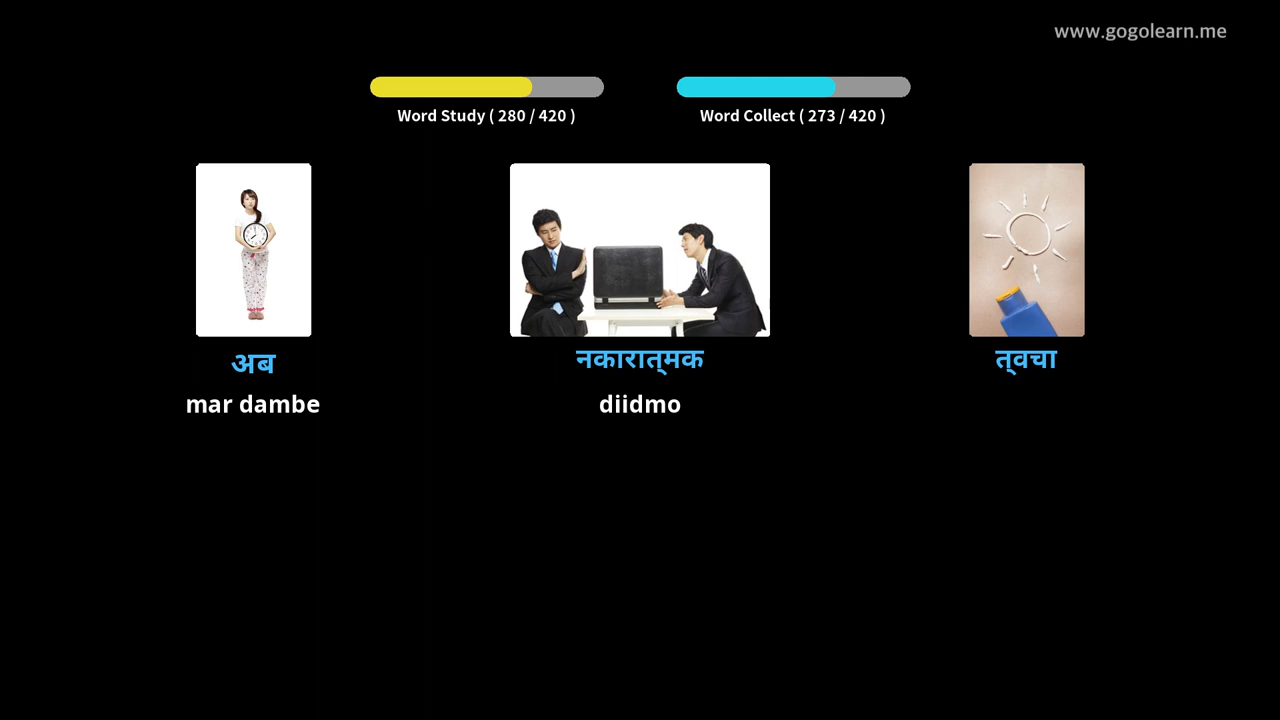 www.gogolearn.me
Word Study ( 280 / 420 )
Word Collect ( 273 / 420 )
अब
नकारात्मक
त्वचा
mar dambe
diidmo